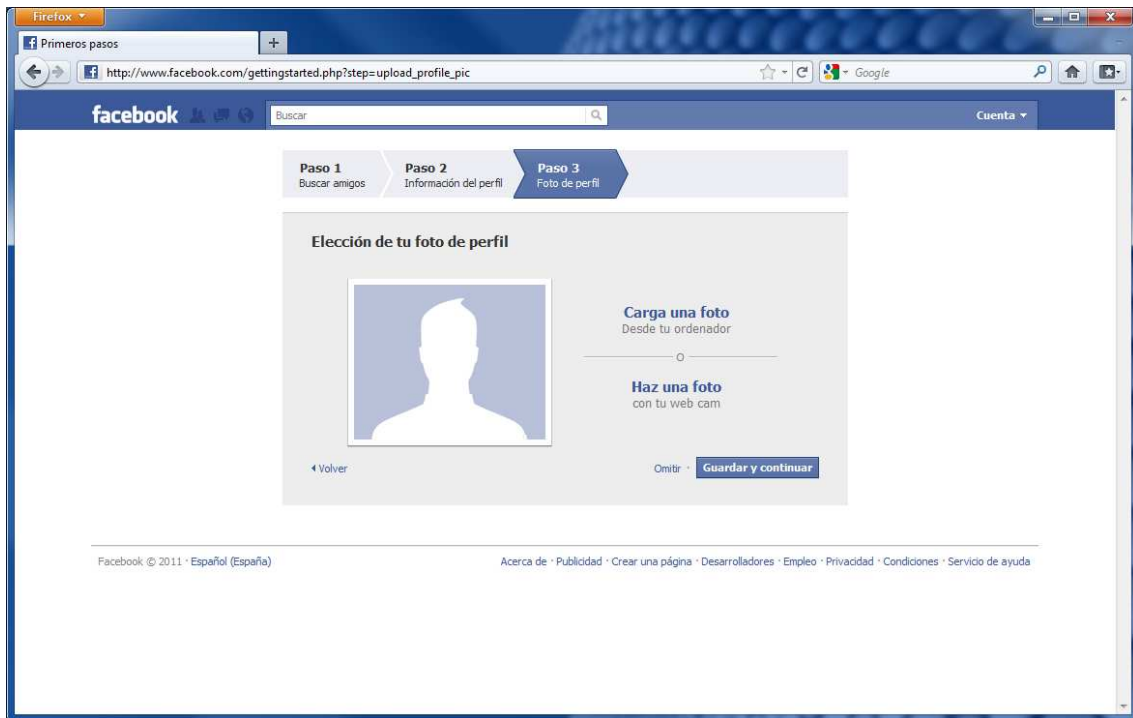 Firefox
Primeros pasos
http://www.facebook.com/gettingstarted.php?step=upload_profile_pic
Google
facebook
Buscar
Cuenta
Paso 1
Buscar amigos
Paso 2
Información del perfil
Paso 3
Foto de perfil
Elección de tu foto de perfil
Carga una foto
Desde tu ordenador
o
Haz una foto
con tu web cam
Volver
Omitir · Guardar y continuar
Facebook © 2011 · Español (España)
Acerca de · Publicidad · Crear una página · Desarrolladores · Empleo · Privacidad · Condiciones · Servicio de ayuda